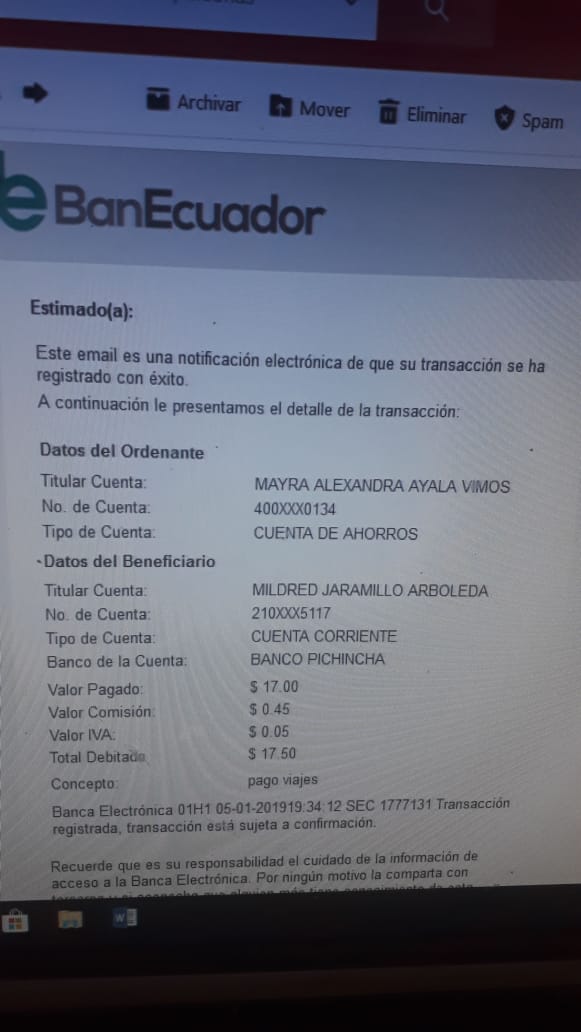 Archivar Mover Eliminar Spam
BanEcuador
Estimado(a):
Este email es una notificación electrónica de que su transacción se ha
registrado con éxito.
A continuación le presentamos el detalle de la transacción:
Datos del Ordenante
Titular Cuenta: MAYRA ALEXANDRA AYALA VIMOS
No. de Cuenta: 400XXX0134
Tipo de Cuenta: CUENTA DE AHORROS
Datos del Beneficiario
Titular Cuenta: MILDRED JARAMILLO ARBOLEDA
No. de Cuenta: 210XXX5117
Tipo de Cuenta: CUENTA CORRIENTE
Banco de la Cuenta: BANCO PICHINCHA
Valor Pagado: $ 17.00
Valor Comisión: $ 0.45
Valor IVA: $ 0.05
Total Debitado $ 17.50
Concepto: pago viajes
Banca Electrónica 01H1 05-01-201919:34:12 SEC 1777131 Transacción
registrada, transacción está sujeta a confirmación.
Recuerde que es su responsabilidad el cuidado de la información de
acceso a la Banca Electrónica. Por ningún motivo la comparta con